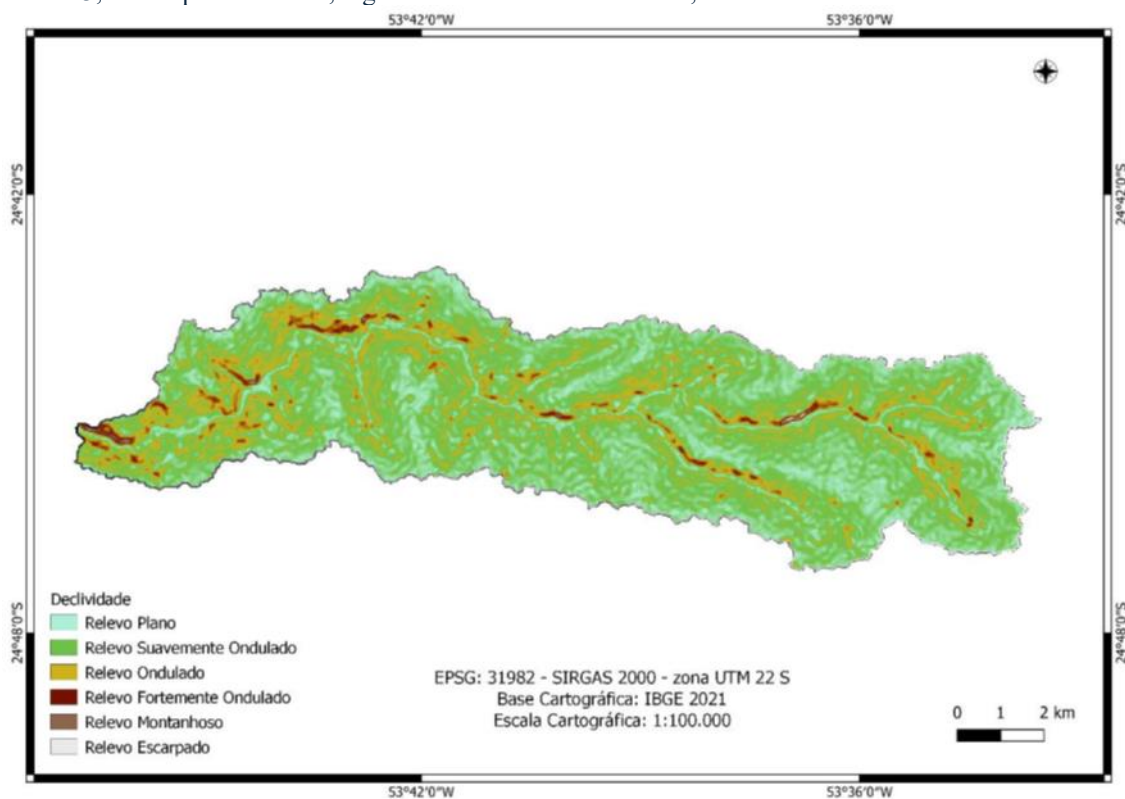 53°42'0"W 53°36'0"W
24°42'0"S 24°42'0"S
Declividade
Relevo Plano
Relevo Suavemente Ondulado
Relevo Ondulado
Relevo Fortemente Ondulado
Relevo Montanhoso
Relevo Escarpado
24°48'0"S 24°48'0"S
EPSG: 31982 - SIRGAS 2000 - zona UTM 22 S
Base Cartográfica: IBGE 2021
Escala Cartográfica: 1:100.000
0 1 2 km
53°42'0"W 53°36'0"W